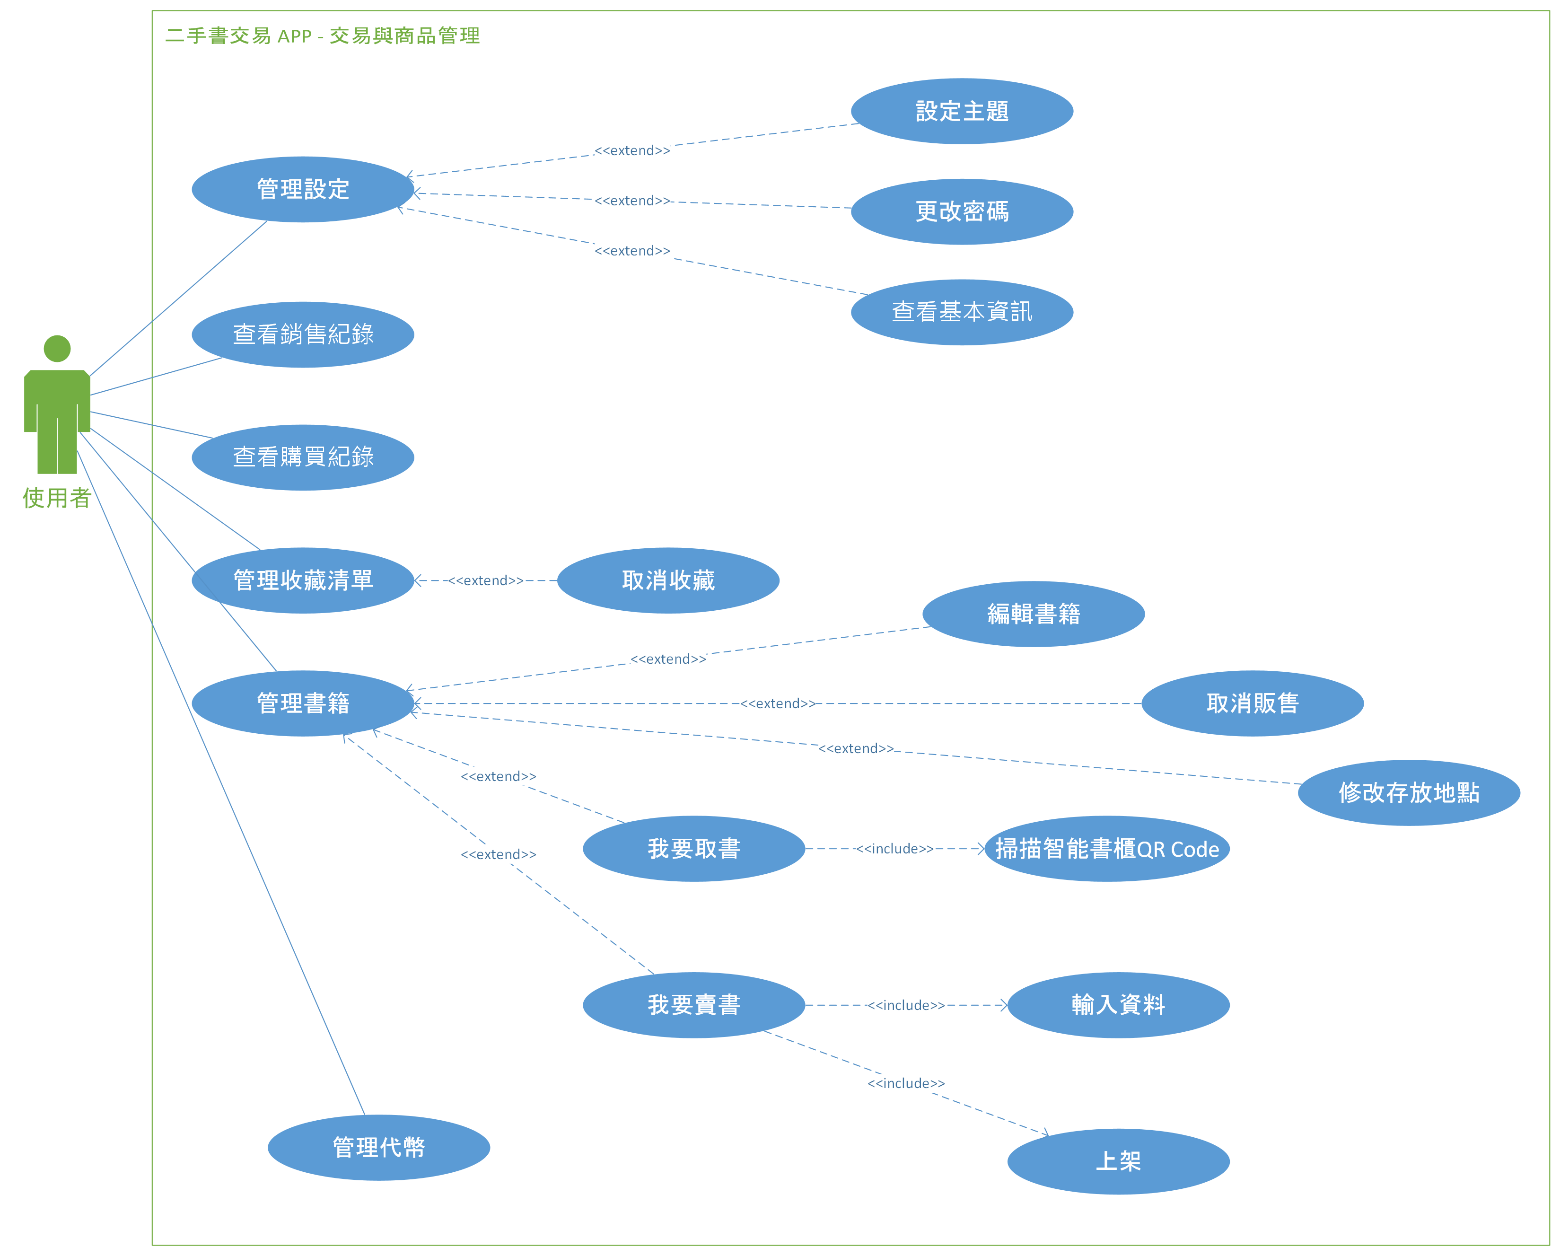 二手書交易 APP - 交易與商品管理
設定主題
<<extend>>
管理設定
<<extend>>
更改密碼
<<extend>>
查看基本資訊
查看銷售紀錄
查看購買紀錄
使用者
管理收藏清單
<<extend>>
取消收藏
編輯書籍
<<extend>>
管理書籍
<<extend>>
取消販售
<<extend>>
修改存放地點
<<extend>>
我要取書
<<include>>
掃描智能書櫃QR Code
<<extend>>
我要賣書
<<include>>
輸入資料
<<include>>
管理代幣
上架